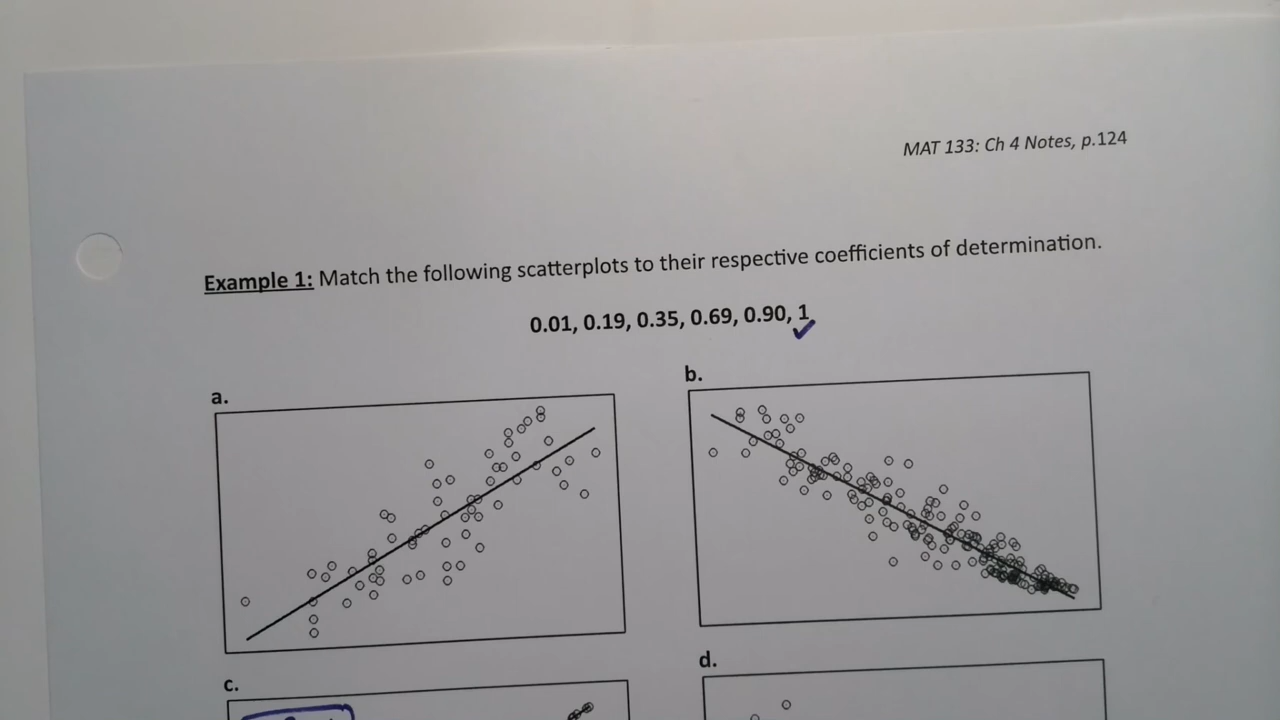 MAT 133: Ch 4 Notes, p.124
Example 1: Match the following scatterplots to their respective coefficients of determination.
0.01, 0.19, 0.35, 0.69, 0.90, 1
a.
b.
c.
d.